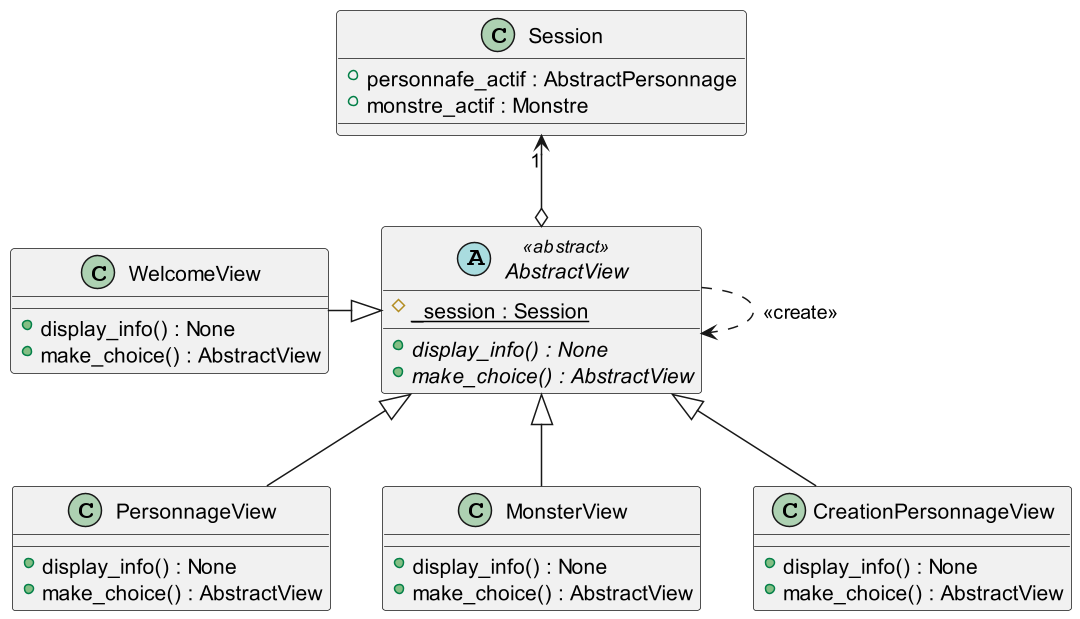 C Session
personnafe_actif : AbstractPersonnage
monstre_actif : Monstre
1
C WelcomeView
display_info() : None
make_choice() : AbstractView
A «abstract»
AbstractView
_session : Session
display_info() : None
make_choice() : AbstractView
«create»
C PersonnageView
display_info() : None
make_choice() : AbstractView
C MonsterView
display_info() : None
make_choice() : AbstractView
C CreationPersonnageView
display_info() : None
make_choice() : AbstractView